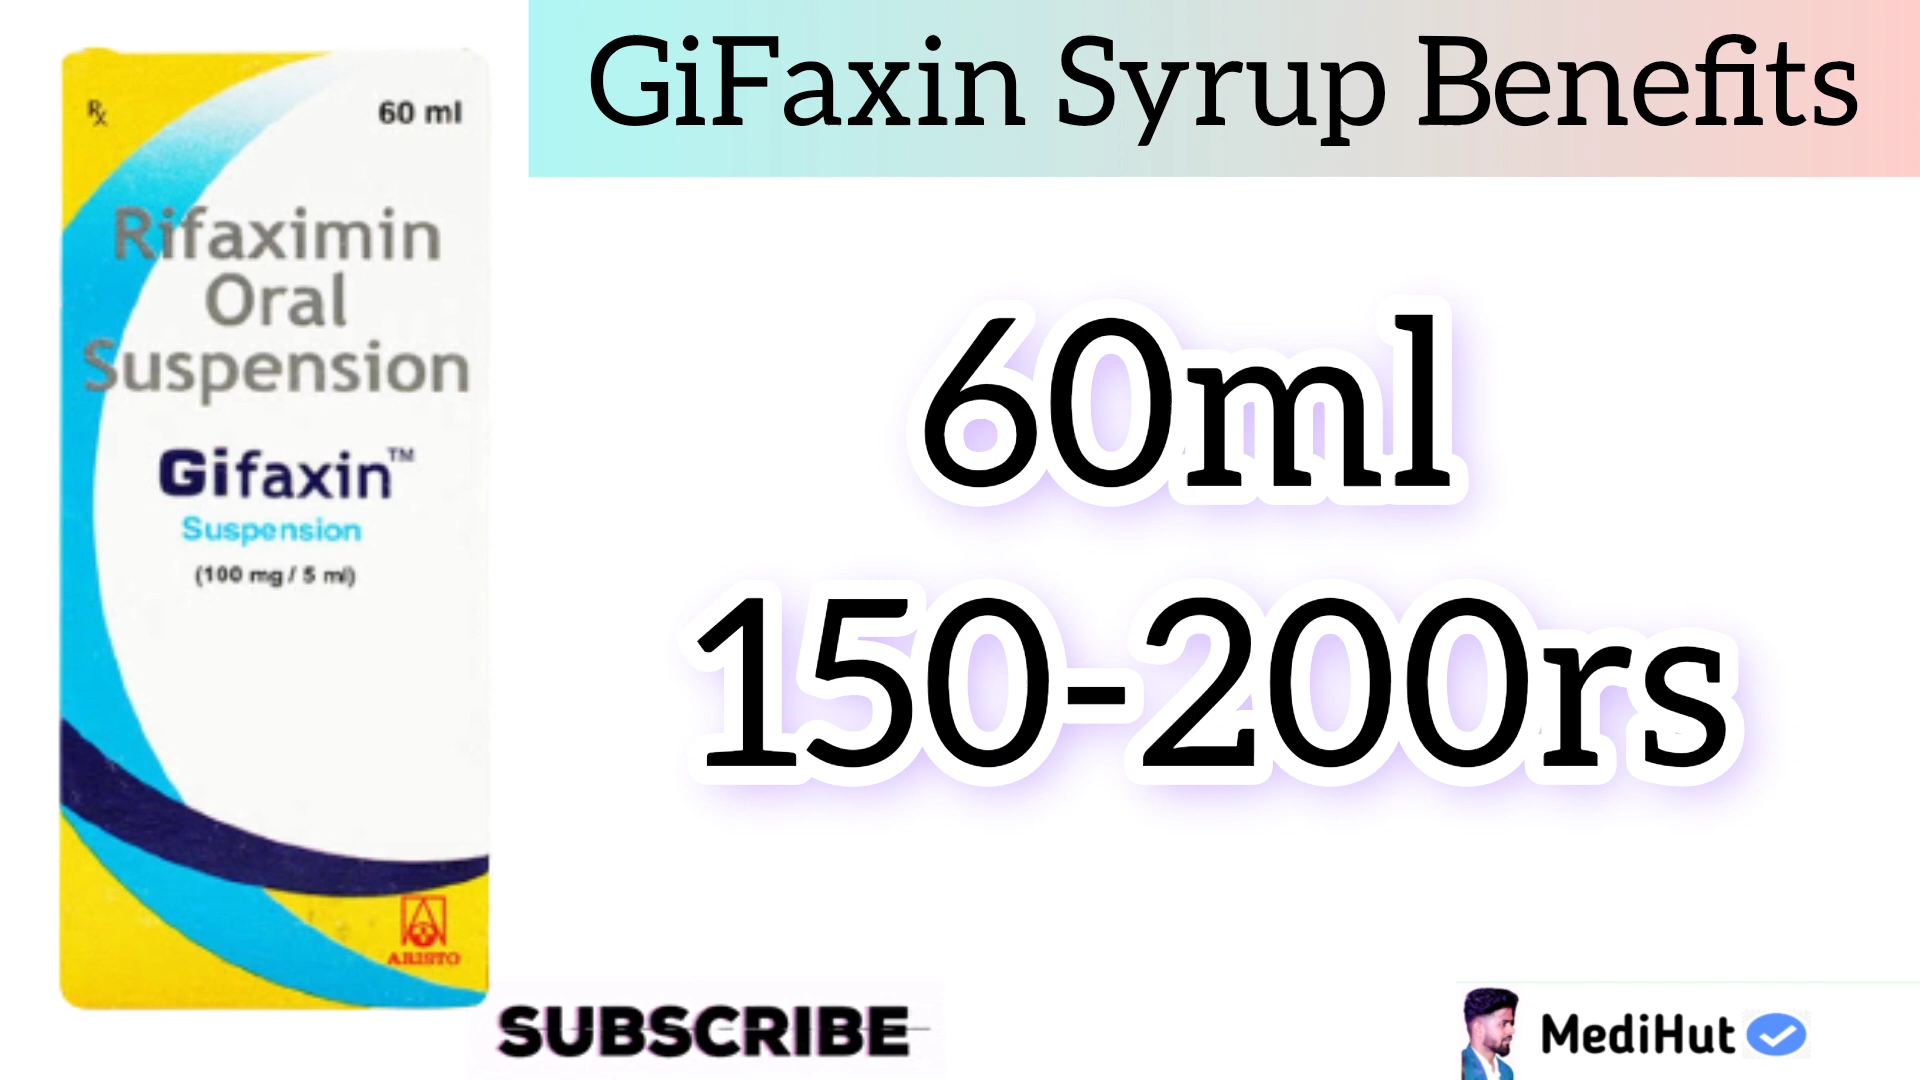 GiFaxin Syrup Benefits
℞
60 ml
Rifaximin
Oral
Suspension
Gifaxin™
Suspension
(100 mg / 5 ml)
ARISTO
60ml
150-200rs
SUBSCRIBE
MediHut